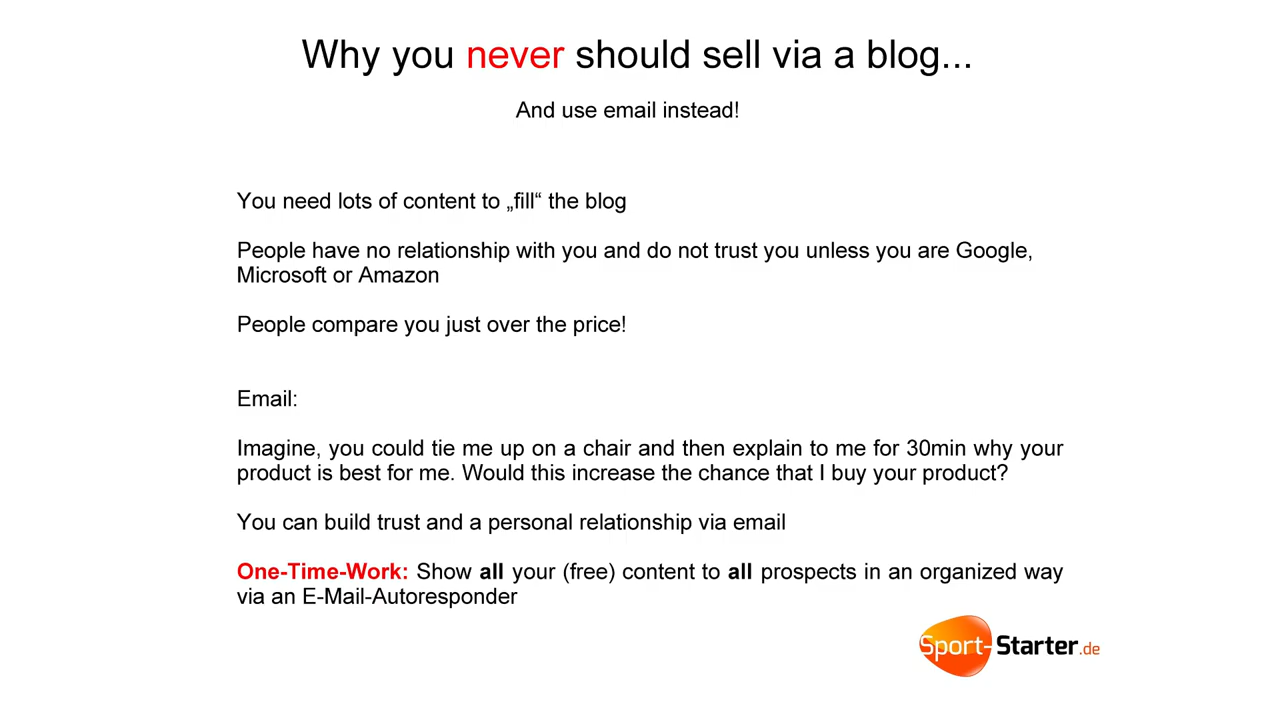 Why you never should sell via a blog...
And use email instead!
You need lots of content to „fill“ the blog
People have no relationship with you and do not trust you unless you are Google,
Microsoft or Amazon
People compare you just over the price!
Email:
Imagine, you could tie me up on a chair and then explain to me for 30min why your
product is best for me. Would this increase the chance that I buy your product?
You can build trust and a personal relationship via email
One-Time-Work: Show all your (free) content to all prospects in an organized way
via an E-Mail-Autoresponder
Sport-Starter.de